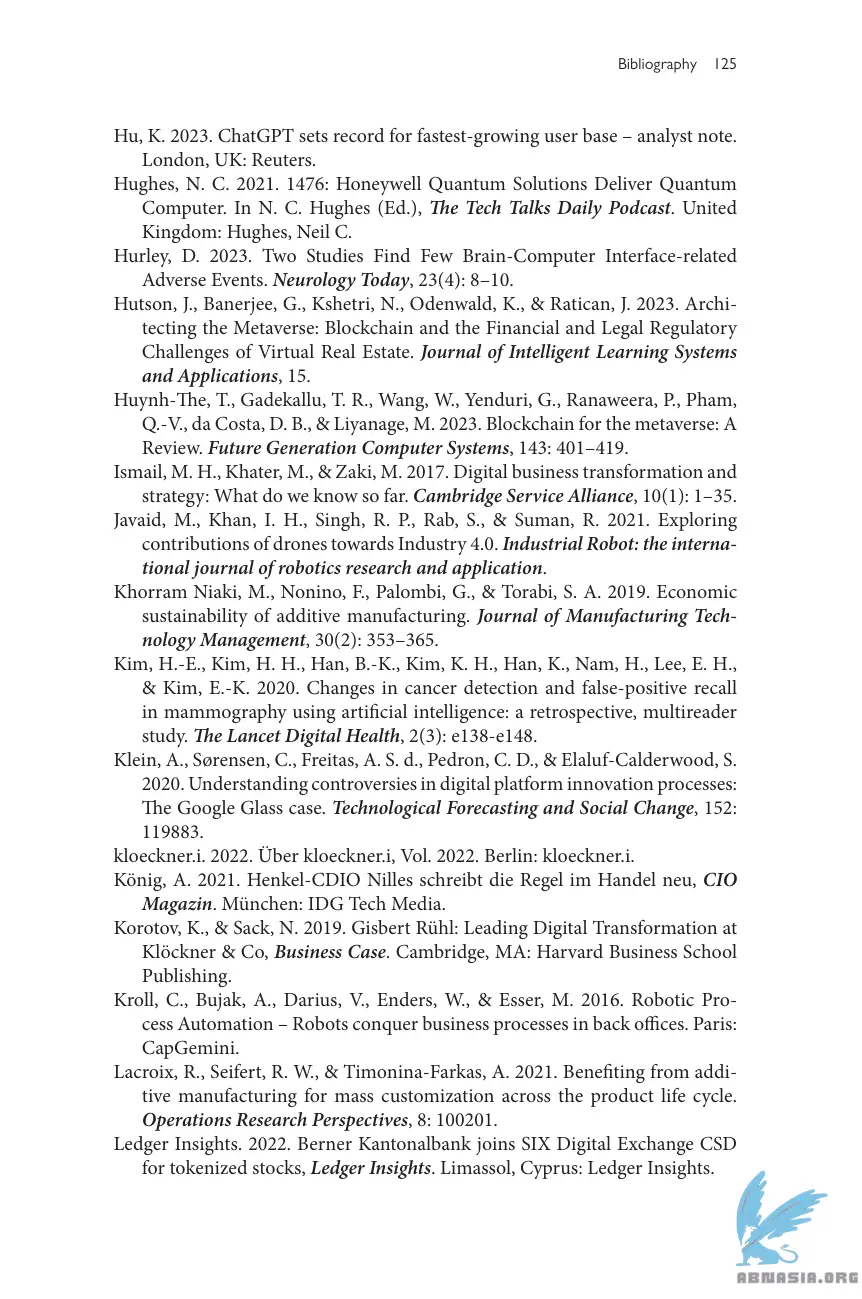 Bibliography 125
Hu, K. 2023. ChatGPT sets record for fastest-growing user base – analyst note.
London, UK: Reuters.
Hughes, N. C. 2021. 1476: Honeywell Quantum Solutions Deliver Quantum
Computer. In N. C. Hughes (Ed.), The Tech Talks Daily Podcast. United
Kingdom: Hughes, Neil C.
Hurley, D. 2023. Two Studies Find Few Brain-Computer Interface-related
Adverse Events. Neurology Today, 23(4): 8–10.
Hutson, J., Banerjee, G., Kshetri, N., Odenwald, K., & Ratican, J. 2023. Archi-
tecting the Metaverse: Blockchain and the Financial and Legal Regulatory
Challenges of Virtual Real Estate. Journal of Intelligent Learning Systems
and Applications, 15.
Huynh-The, T., Gadekallu, T. R., Wang, W., Yenduri, G., Ranaweera, P., Pham,
Q.-V., da Costa, D. B., & Liyanage, M. 2023. Blockchain for the metaverse: A
Review. Future Generation Computer Systems, 143: 401–419.
Ismail, M. H., Khater, M., & Zaki, M. 2017. Digital business transformation and
strategy: What do we know so far. Cambridge Service Alliance, 10(1): 1–35.
Javaid, M., Khan, I. H., Singh, R. P., Rab, S., & Suman, R. 2021. Exploring
contributions of drones towards Industry 4.0. Industrial Robot: the interna-
tional journal of robotics research and application.
Khorram Niaki, M., Nonino, F., Palombi, G., & Torabi, S. A. 2019. Economic
sustainability of additive manufacturing. Journal of Manufacturing Tech-
nology Management, 30(2): 353–365.
Kim, H.-E., Kim, H. H., Han, B.-K., Kim, K. H., Han, K., Nam, H., Lee, E. H.,
& Kim, E.-K. 2020. Changes in cancer detection and false-positive recall
in mammography using artificial intelligence: a retrospective, multireader
study. The Lancet Digital Health, 2(3): e138-e148.
Klein, A., Sørensen, C., Freitas, A. S. d., Pedron, C. D., & Elaluf-Calderwood, S.
2020. Understanding controversies in digital platform innovation processes:
The Google Glass case. Technological Forecasting and Social Change, 152:
119883.
kloeckner.i. 2022. Über kloeckner.i, Vol. 2022. Berlin: kloeckner.i.
König, A. 2021. Henkel-CDIO Nilles schreibt die Regel im Handel neu, CIO
Magazin. München: IDG Tech Media.
Korotov, K., & Sack, N. 2019. Gisbert Rühl: Leading Digital Transformation at
Klöckner & Co, Business Case. Cambridge, MA: Harvard Business School
Publishing.
Kroll, C., Bujak, A., Darius, V., Enders, W., & Esser, M. 2016. Robotic Pro-
cess Automation – Robots conquer business processes in back offices. Paris:
CapGemini.
Lacroix, R., Seifert, R. W., & Timonina-Farkas, A. 2021. Benefiting from addi-
tive manufacturing for mass customization across the product life cycle.
Operations Research Perspectives, 8: 100201.
Ledger Insights. 2022. Berner Kantonalbank joins SIX Digital Exchange CSD
for tokenized stocks, Ledger Insights. Limassol, Cyprus: Ledger Insights.
ABNASIA.ORG